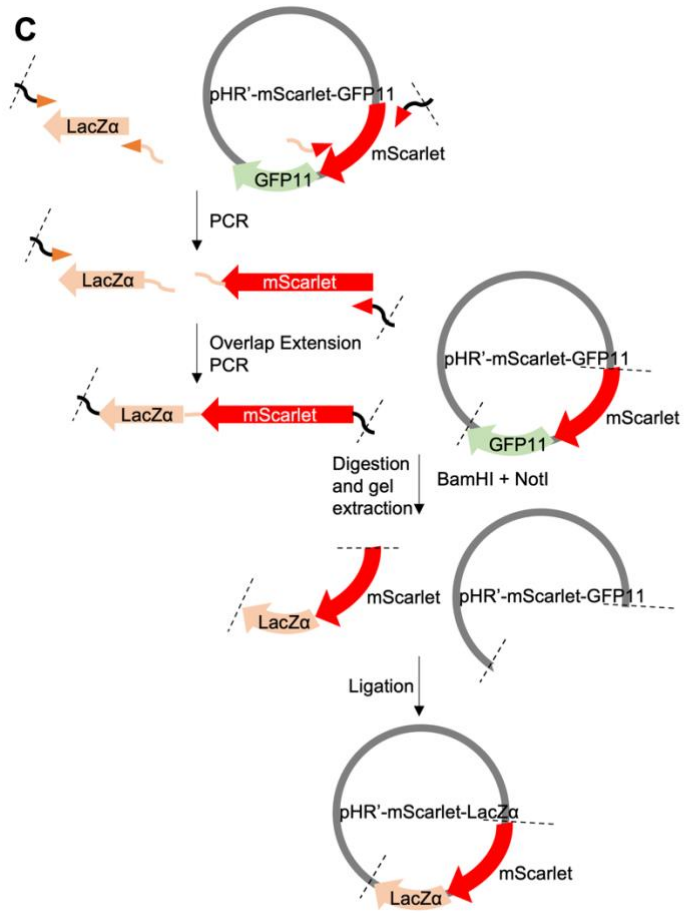 C
pHR'-mScarlet-GFP11
LacZα
mScarlet
GFP11
PCR
LacZα
mScarlet
Overlap Extension
PCR
pHR'-mScarlet-GFP11
LacZα
mScarlet
mScarlet
GFP11
Digestion
and gel
extraction
BamHI + NotI
mScarlet
pHR'-mScarlet-GFP11
LacZα
Ligation
pHR'-mScarlet-LacZα
mScarlet
LacZα